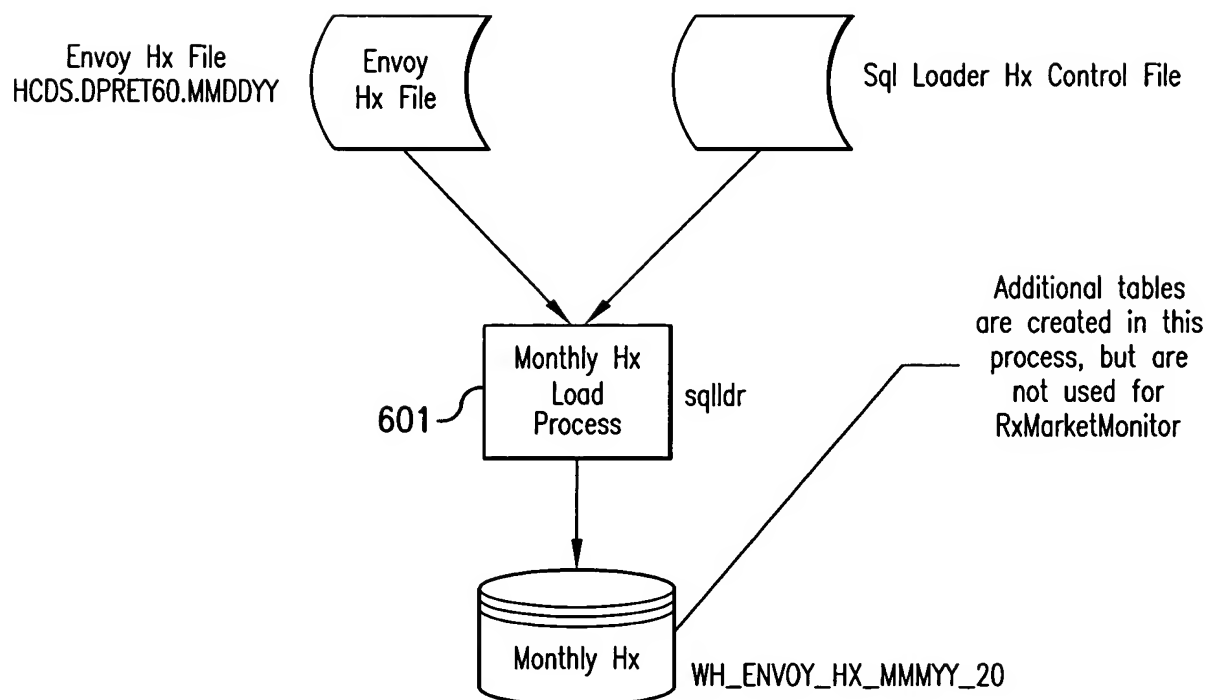 Envoy Hx File
HCDS.DPRET60.MMDDYY
Envoy
Hx File
Sql Loader Hx Control File
Additional tables
are created in this
process, but are
not used for
RxMarketMonitor
Monthly Hx
Load
Process
sqlldr
601
Monthly Hx
WH_ENVOY_HX_MMMYY_20